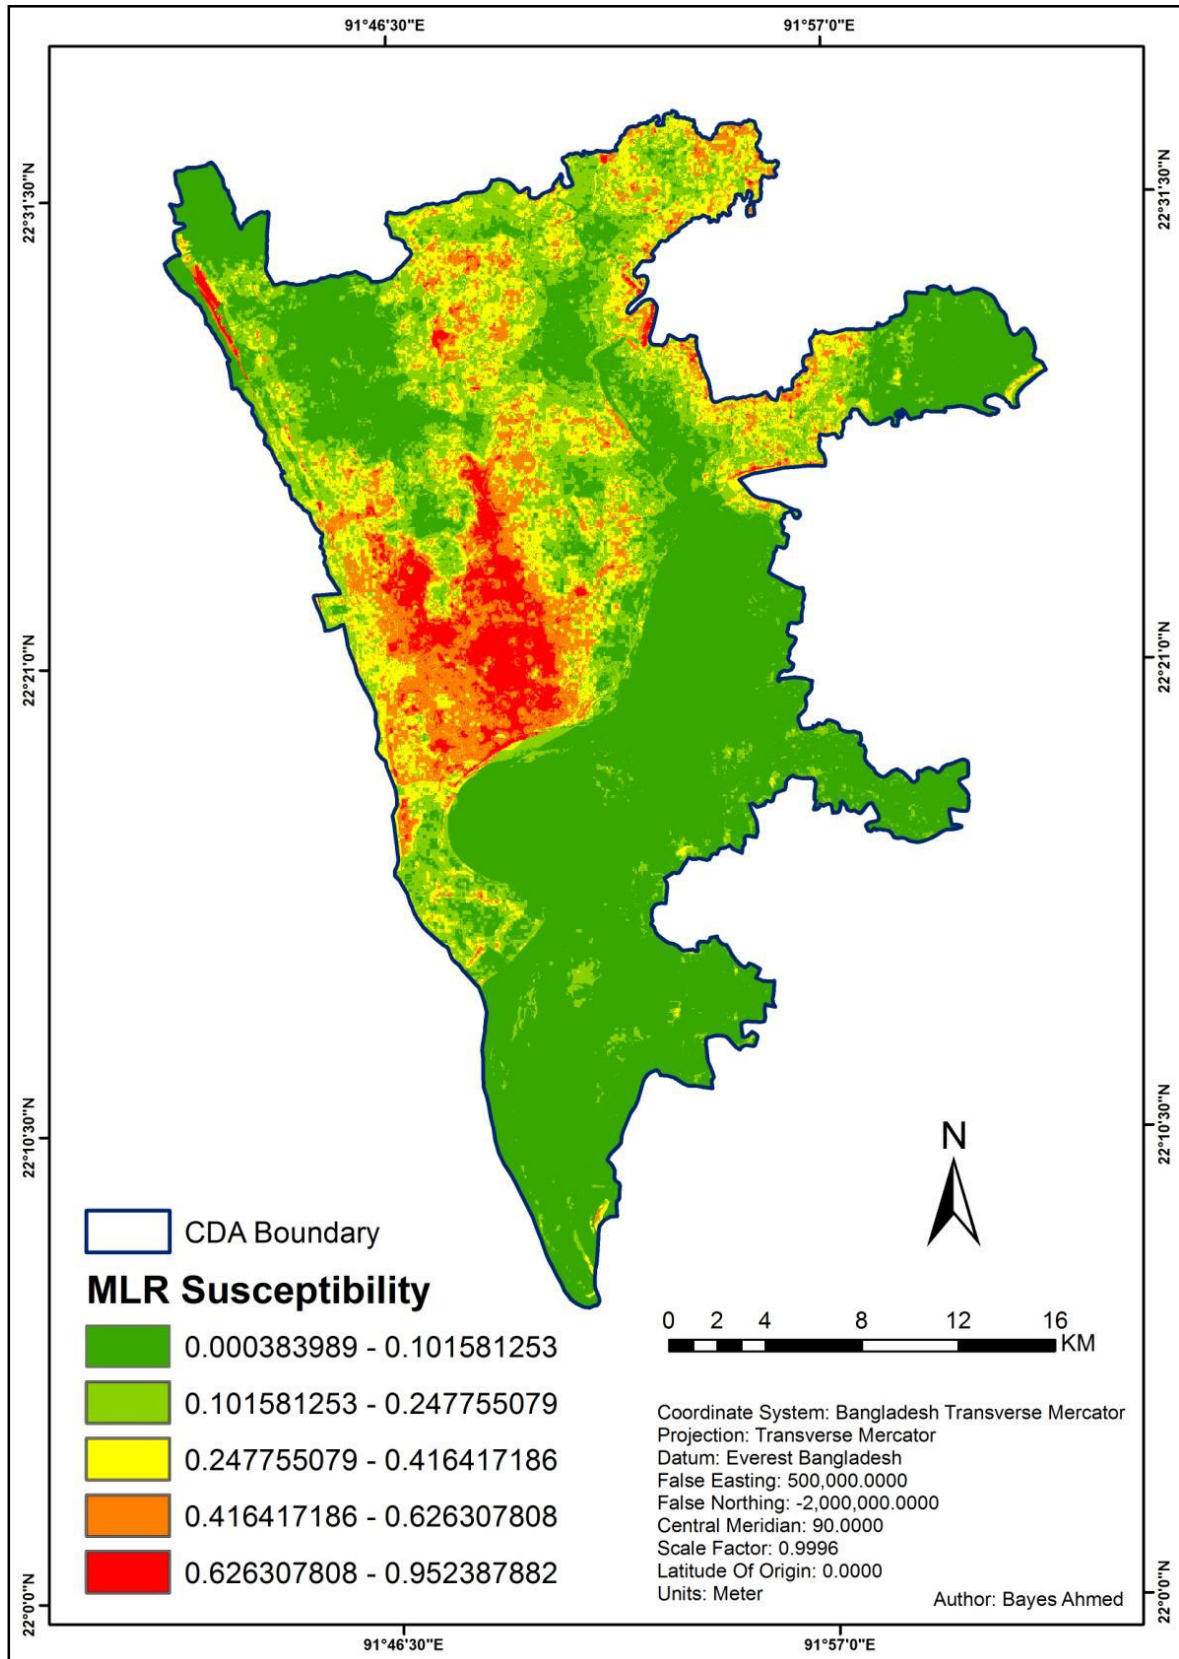 91°46'30"E
91°57'0"E
22°31'30"N
22°31'30"N
22°21'0"N
22°21'0"N
22°10'30"N
22°10'30"N
N
CDA Boundary
MLR Susceptibility
0.000383989 - 0.101581253
0.101581253 - 0.247755079
0.247755079 - 0.416417186
0.416417186 - 0.626307808
0.626307808 - 0.952387882
0 2 4 8 12 16
KM
Coordinate System: Bangladesh Transverse Mercator
Projection: Transverse Mercator
Datum: Everest Bangladesh
False Easting: 500,000.0000
False Northing: -2,000,000.0000
Central Meridian: 90.0000
Scale Factor: 0.9996
Latitude Of Origin: 0.0000
Units: Meter
Author: Bayes Ahmed
22°0'0"N
22°0'0"N
91°46'30"E
91°57'0"E